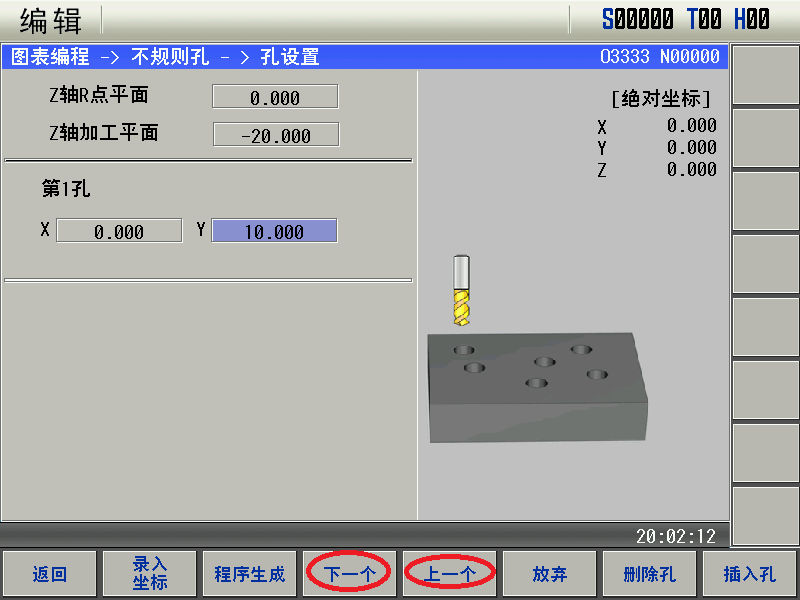 编辑
S00000 T00 H00
图表编程 -> 不规则孔 - > 孔设置
O3333 N00000
Z轴R点平面 0.000
Z轴加工平面 -20.000
[绝对坐标]
X 0.000
Y 0.000
Z 0.000
第1孔
X 0.000 Y 10.000
20:02:12
返回
录入
坐标
程序生成
下一个
上一个
放弃
删除孔
插入孔